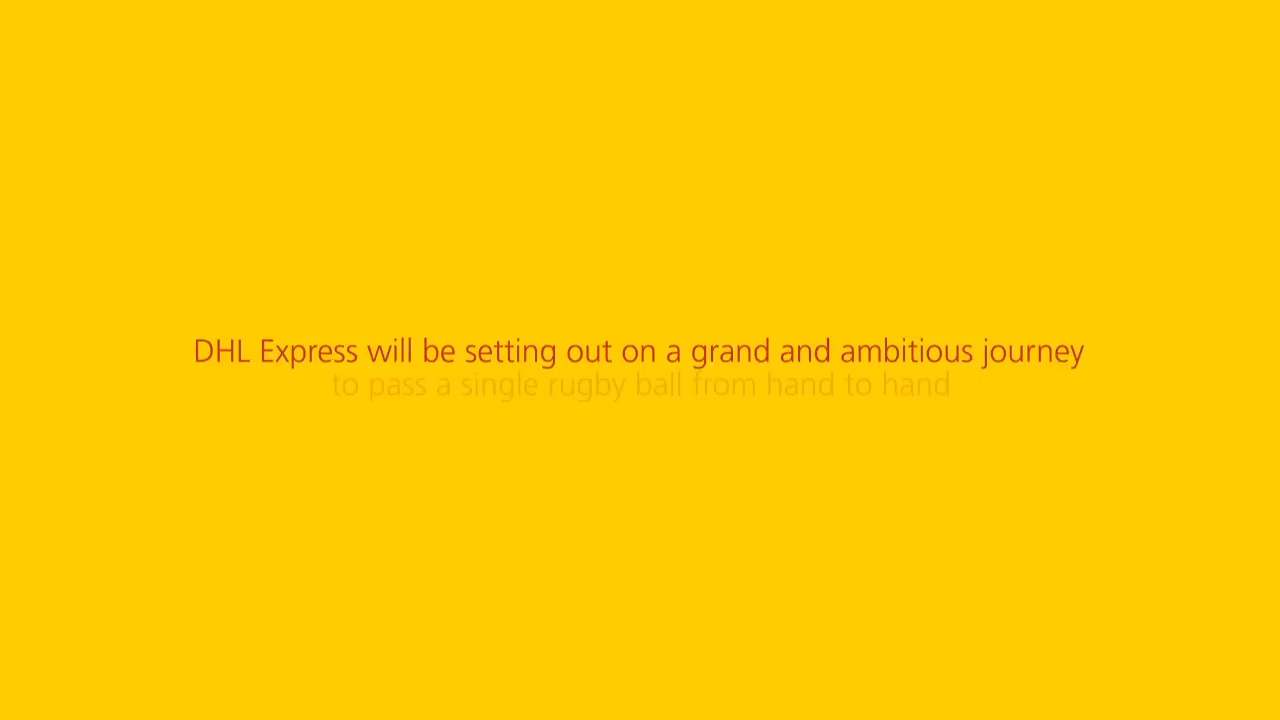 DHL Express will be setting out on a grand and ambitious journey
to pass a single rugby ball from hand to hand